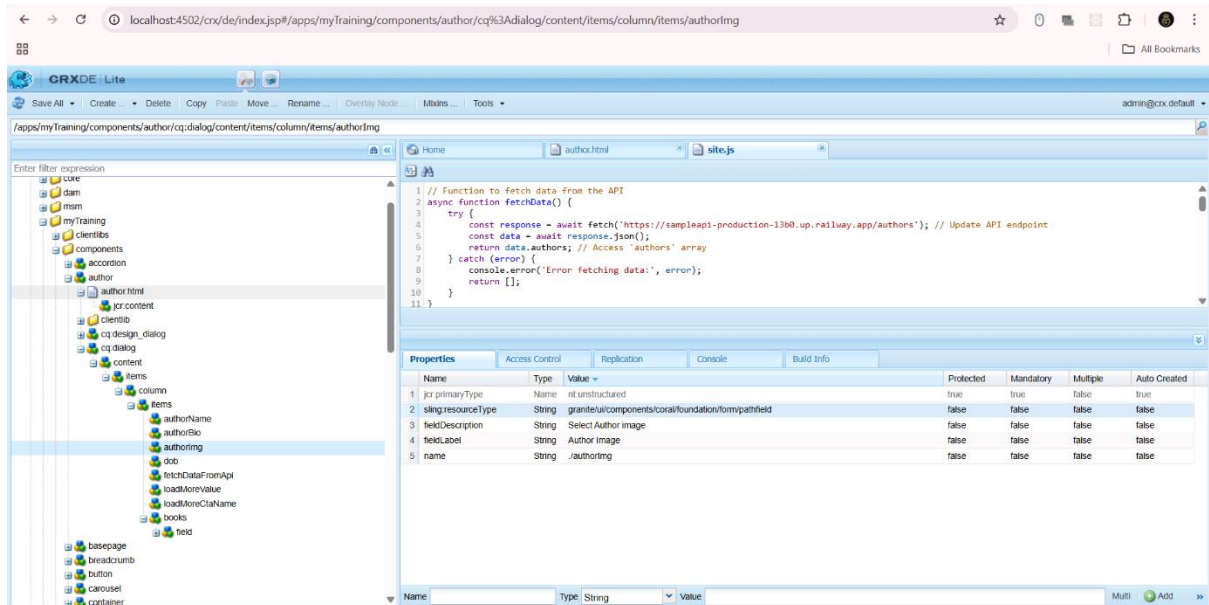 localhost:4502/crx/de/index.jsp#/apps/myTraining/components/author/cq%3Adialog/content/items/column/items/authorImg
All Bookmarks
CRXDE Lite
Save All Create ... Delete Copy Paste Move ... Rename ... Overlay Node ... Mixins ... Tools admin@crx.default
/apps/myTraining/components/author/cq:dialog/content/items/column/items/authorImg
Enter filter expression
core
dam
msm
myTraining
clientlibs
components
accordion
author
author.html
jcr:content
clientlib
cq:design_dialog
cq:dialog
content
items
column
items
authorName
authorBio
authorImg
dob
fetchDataFromApi
loadMoreValue
loadMoreCtaName
books
field
basepage
breadcrumb
button
carousel
container
Home author.html site.js
1 // Function to fetch data from the API
2 async function fetchData() {
3 try {
4 const response = await fetch('https://sampleapi-production-13b0.up.railway.app/authors'); // Update API endpoint
5 const data = await response.json();
6 return data.authors; // Access 'authors' array
7 } catch (error) {
8 console.error('Error fetching data:', error);
9 return [];
10 }
11 }
Properties Access Control Replication Console Build Info
Name Type Value Protected Mandatory Multiple Auto Created
1 jcr:primaryType Name nt:unstructured true true false true
2 sling:resourceType String granite/ui/components/coral/foundation/form/pathfield false false false false
3 fieldDescription String Select Author image false false false false
4 fieldLabel String Author Image false false false false
5 name String ./authorImg false false false false
Name Type String Value Multi Add »